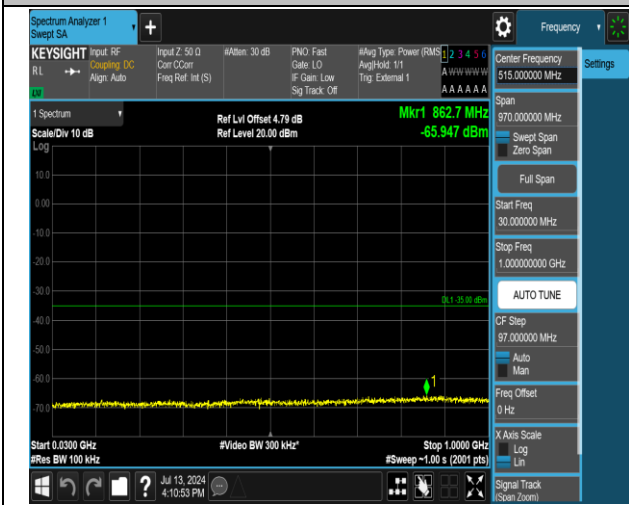 Spectrum Analyzer 1
Swept SA
+
Frequency
KEYSIGHT
RL
LXI
Input: RF
Coupling: DC
Align: Auto
Input Z: 50 Ω
Corr CCorr
Freq Ref: Int (S)
#Atten: 30 dB
PNO: Fast
Gate: LO
IF Gain: Low
Sig Track: Off
#Avg Type: Power (RMS
Avg|Hold: 1/1
Trig: External 1
1 2 3 4 5 6
A W W W W W
A A A A A A
1 Spectrum
Scale/Div 10 dB
Log
Ref Lvl Offset 4.79 dB
Ref Level 20.00 dBm
Mkr1 862.7 MHz
-65.947 dBm
10.0
0.00
-10.0
-20.0
-30.0
-40.0
-50.0
-60.0
-70.0
DL1 -35.00 dBm
1
Start 0.0300 GHz
#Res BW 100 kHz
#Video BW 300 kHz*
Stop 1.0000 GHz
#Sweep ~1.00 s (2001 pts)
Center Frequency
515.000000 MHz
Settings
Span
970.000000 MHz
Swept Span
Zero Span
Full Span
Start Freq
30.000000 MHz
Stop Freq
1.000000000 GHz
AUTO TUNE
CF Step
97.000000 MHz
Auto
Man
Freq Offset
0 Hz
X Axis Scale
Log
Lin
Signal Track
(Span Zoom)
?
Jul 13, 2024
4:10:53 PM